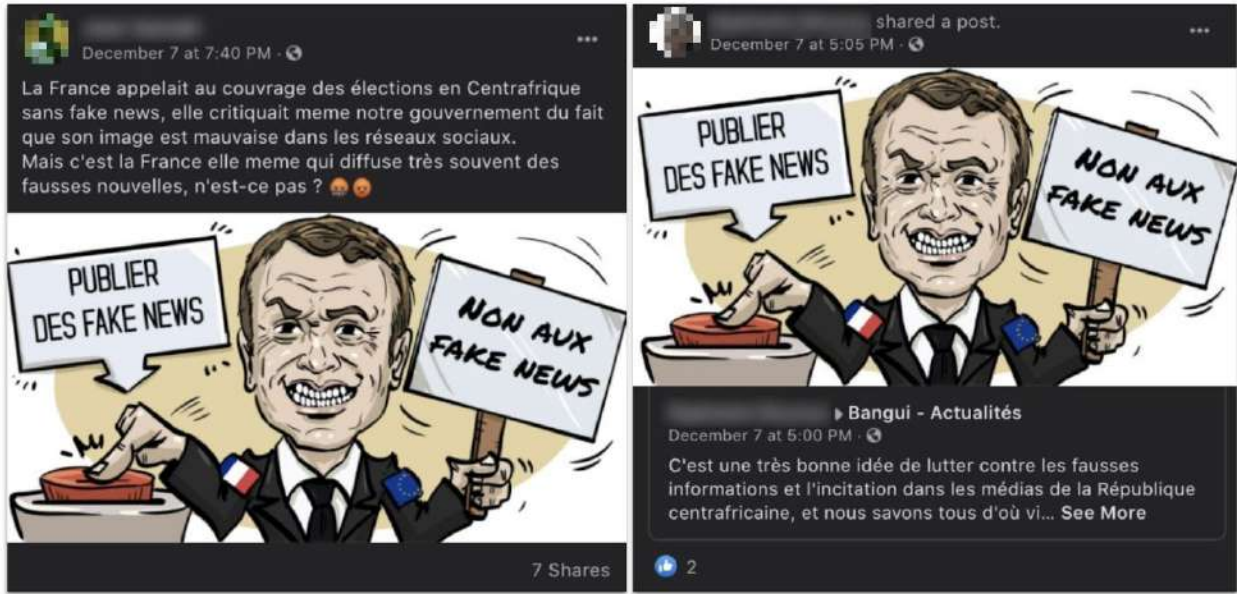 December 7 at 7:40 PM ·
La France appelait au couvrage des élections en Centrafrique
sans fake news, elle critiquait meme notre gouvernement du fait
que son image est mauvaise dans les réseaux sociaux.
Mais c'est la France elle meme qui diffuse très souvent des
fausses nouvelles, n'est-ce pas ? 🤬😡
PUBLIER
DES FAKE NEWS
NON AUX
FAKE NEWS
7 Shares
shared a post.
December 7 at 5:05 PM ·
PUBLIER
DES FAKE NEWS
NON AUX
FAKE NEWS
Bangui - Actualités
December 7 at 5:00 PM ·
C'est une très bonne idée de lutter contre les fausses
informations et l'incitation dans les médias de la République
centrafricaine, et nous savons tous d'où vi... See More
2